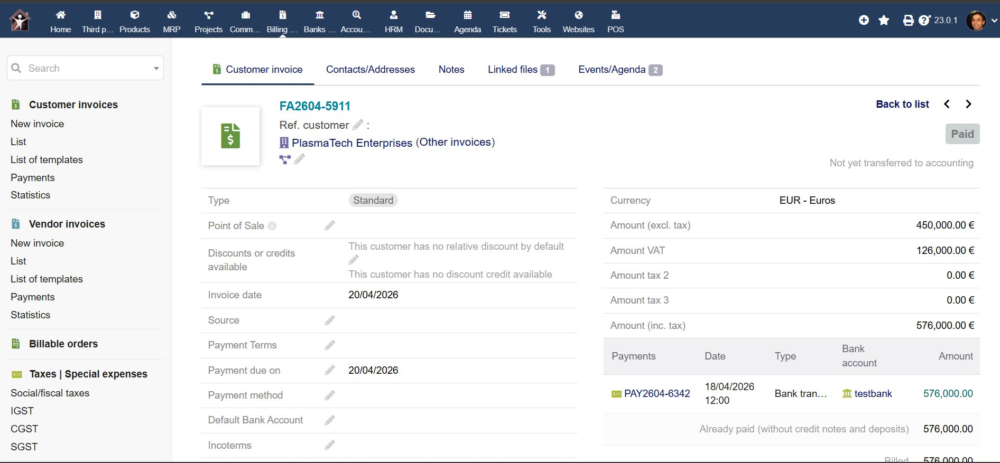 Home
Third p...
Products
MRP
Projects
Comm...
Billing ...
Banks ...
Accou...
HRM
Docu...
Agenda
Tickets
Tools
Websites
POS
23.0.1
Search
Customer invoices
New invoice
List
List of templates
Payments
Statistics
Vendor invoices
New invoice
List
List of templates
Payments
Statistics
Billable orders
Taxes | Special expenses
Social/fiscal taxes
IGST
CGST
SGST
Customer invoice
Contacts/Addresses
Notes
Linked files 1
Events/Agenda 2
FA2604-5911
Ref. customer :
PlasmaTech Enterprises (Other invoices)
Back to list
Paid
Not yet transferred to accounting
Type Standard
Point of Sale
Discounts or credits available
This customer has no relative discount by default
This customer has no discount credit available
Invoice date 20/04/2026
Source
Payment Terms
Payment due on 20/04/2026
Payment method
Default Bank Account
Incoterms
Currency EUR - Euros
Amount (excl. tax) 450,000.00 €
Amount VAT 126,000.00 €
Amount tax 2 0.00 €
Amount tax 3 0.00 €
Amount (inc. tax) 576,000.00 €
Payments Date Type Bank account Amount
PAY2604-6342 18/04/2026 12:00 Bank tran... testbank 576,000.00
Already paid (without credit notes and deposits) 576,000.00
Billed 576,000.00